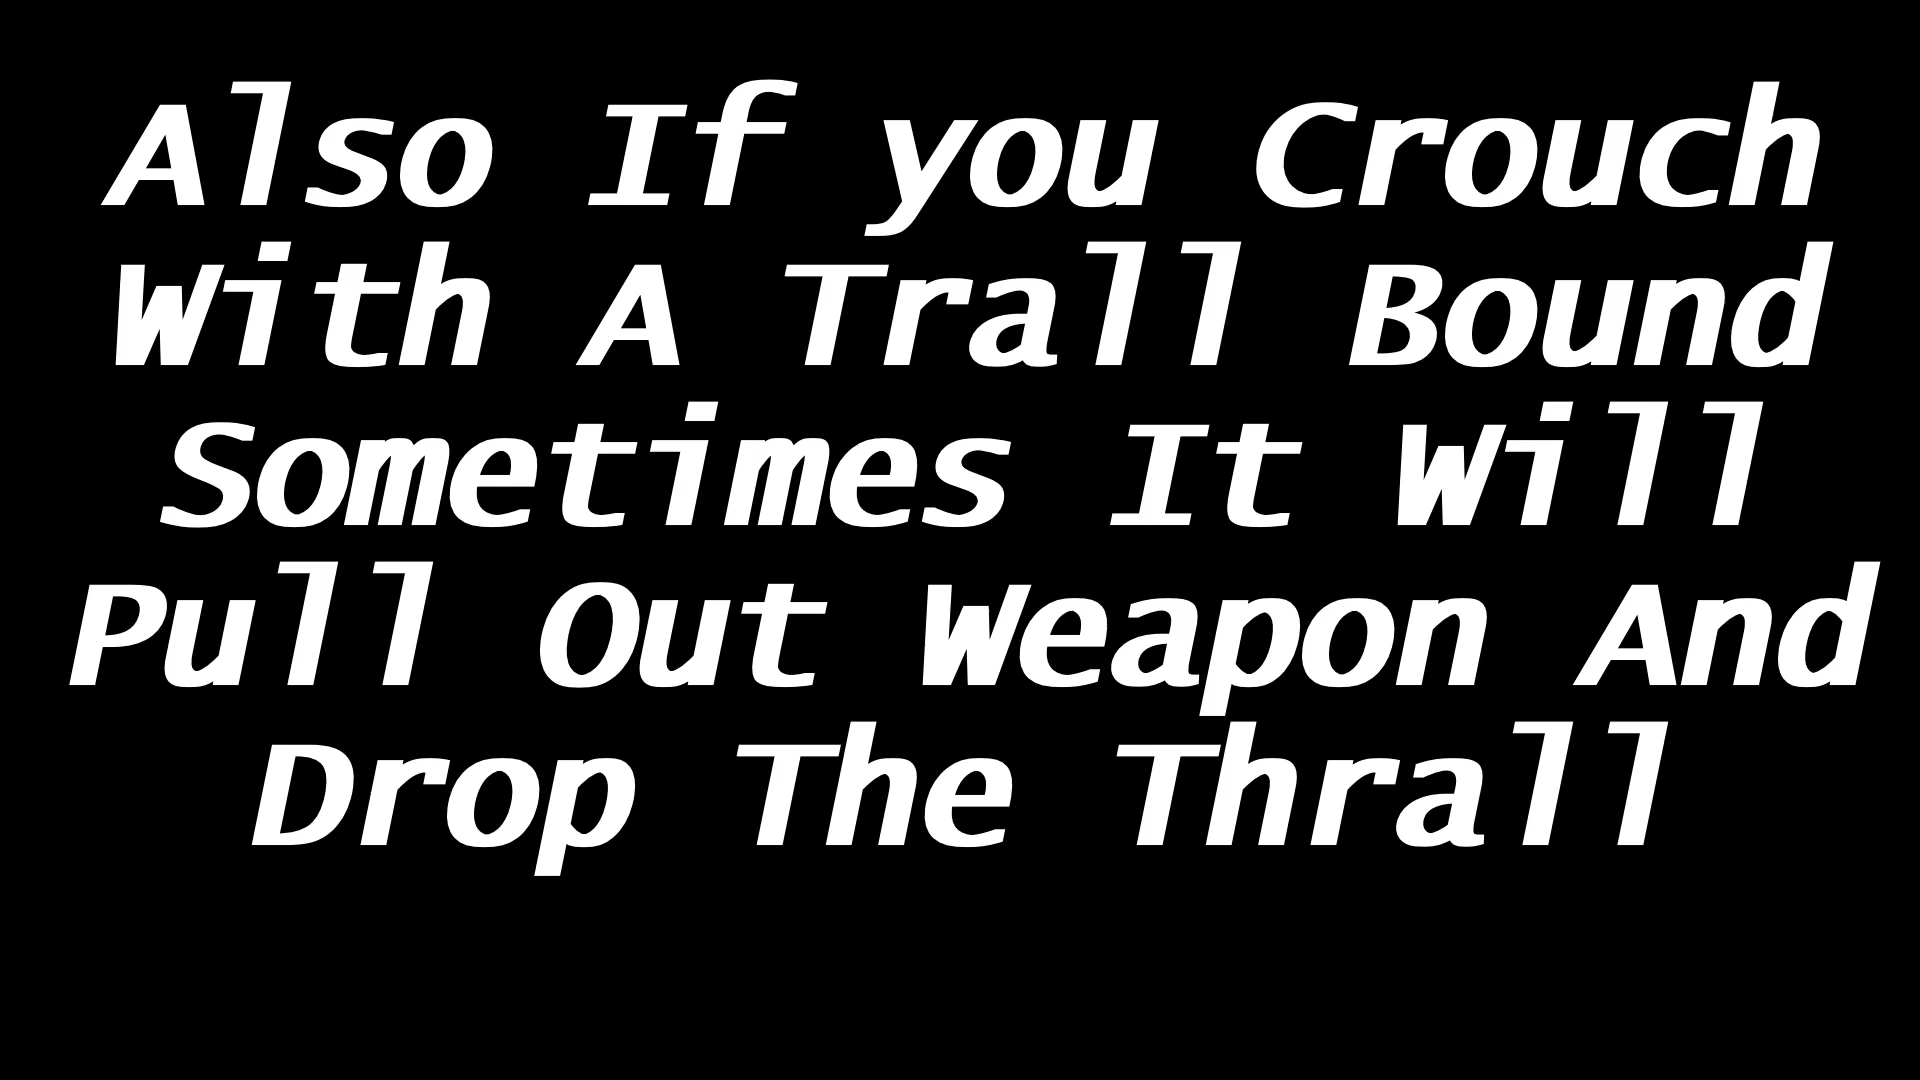 Also If you Crouch
With A Trall Bound
Sometimes It Will
Pull Out Weapon And
Drop The Thrall